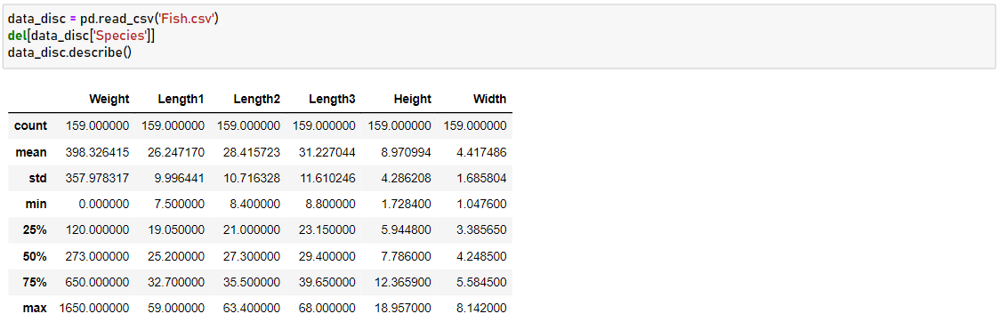 data_disc = pd.read_csv('Fish.csv')
del[data_disc['Species']]
data_disc.describe()
Weight Length1 Length2 Length3 Height Width
count 159.000000 159.000000 159.000000 159.000000 159.000000 159.000000
mean 398.326415 26.247170 28.415723 31.227044 8.970994 4.417486
std 357.978317 9.996441 10.716328 11.610246 4.286208 1.685804
min 0.000000 7.500000 8.400000 8.800000 1.728400 1.047600
25% 120.000000 19.050000 21.000000 23.150000 5.944800 3.385650
50% 273.000000 25.200000 27.300000 29.400000 7.786000 4.248500
75% 650.000000 32.700000 35.500000 39.650000 12.365900 5.584500
max 1650.000000 59.000000 63.400000 68.000000 18.957000 8.142000